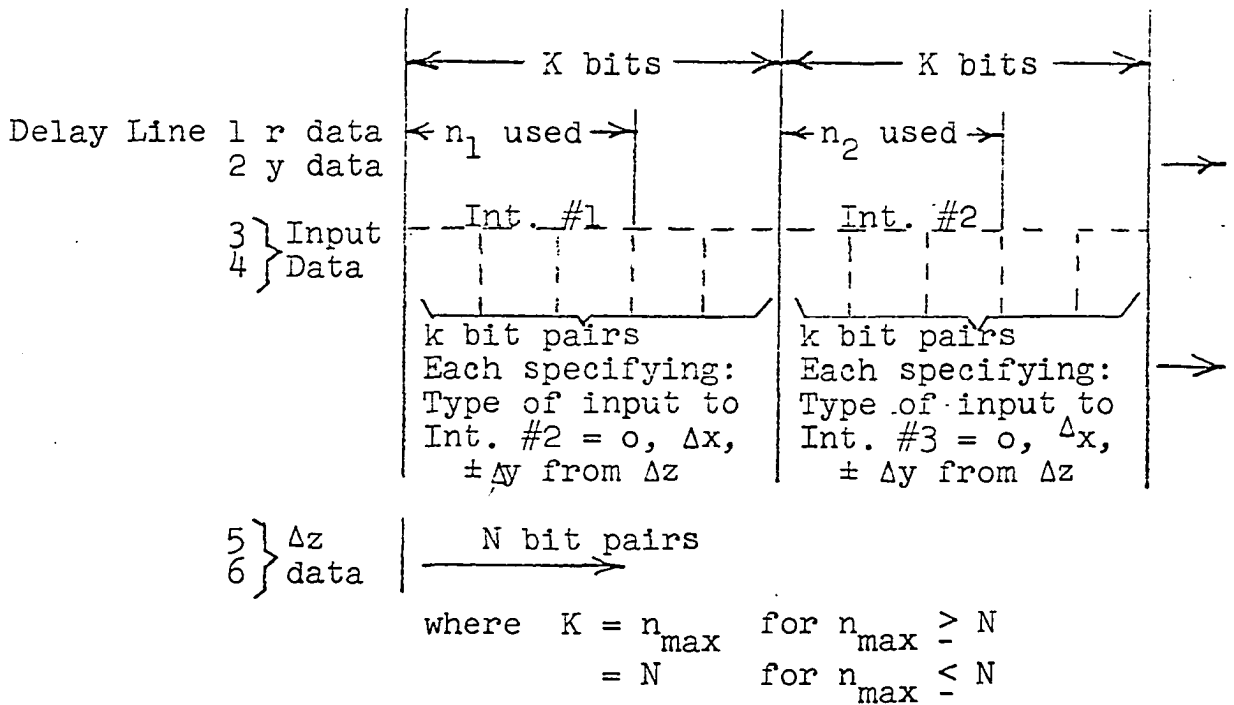 K bits K bits
Delay Line 1 r data n₁ used n₂ used
2 y data
Int. #1 Int. #2
3 } Input
4 } Data
k bit pairs k bit pairs
Each specifying: Each specifying:
Type of input to Type of input to
Int. #2 = o, Δx, Int. #3 = o, Δx,
± Δy from Δz ± Δy from Δz
5 } Δz N bit pairs
6 } data
where K = n_max for n_max ≥ N
= N for n_max ≤ N